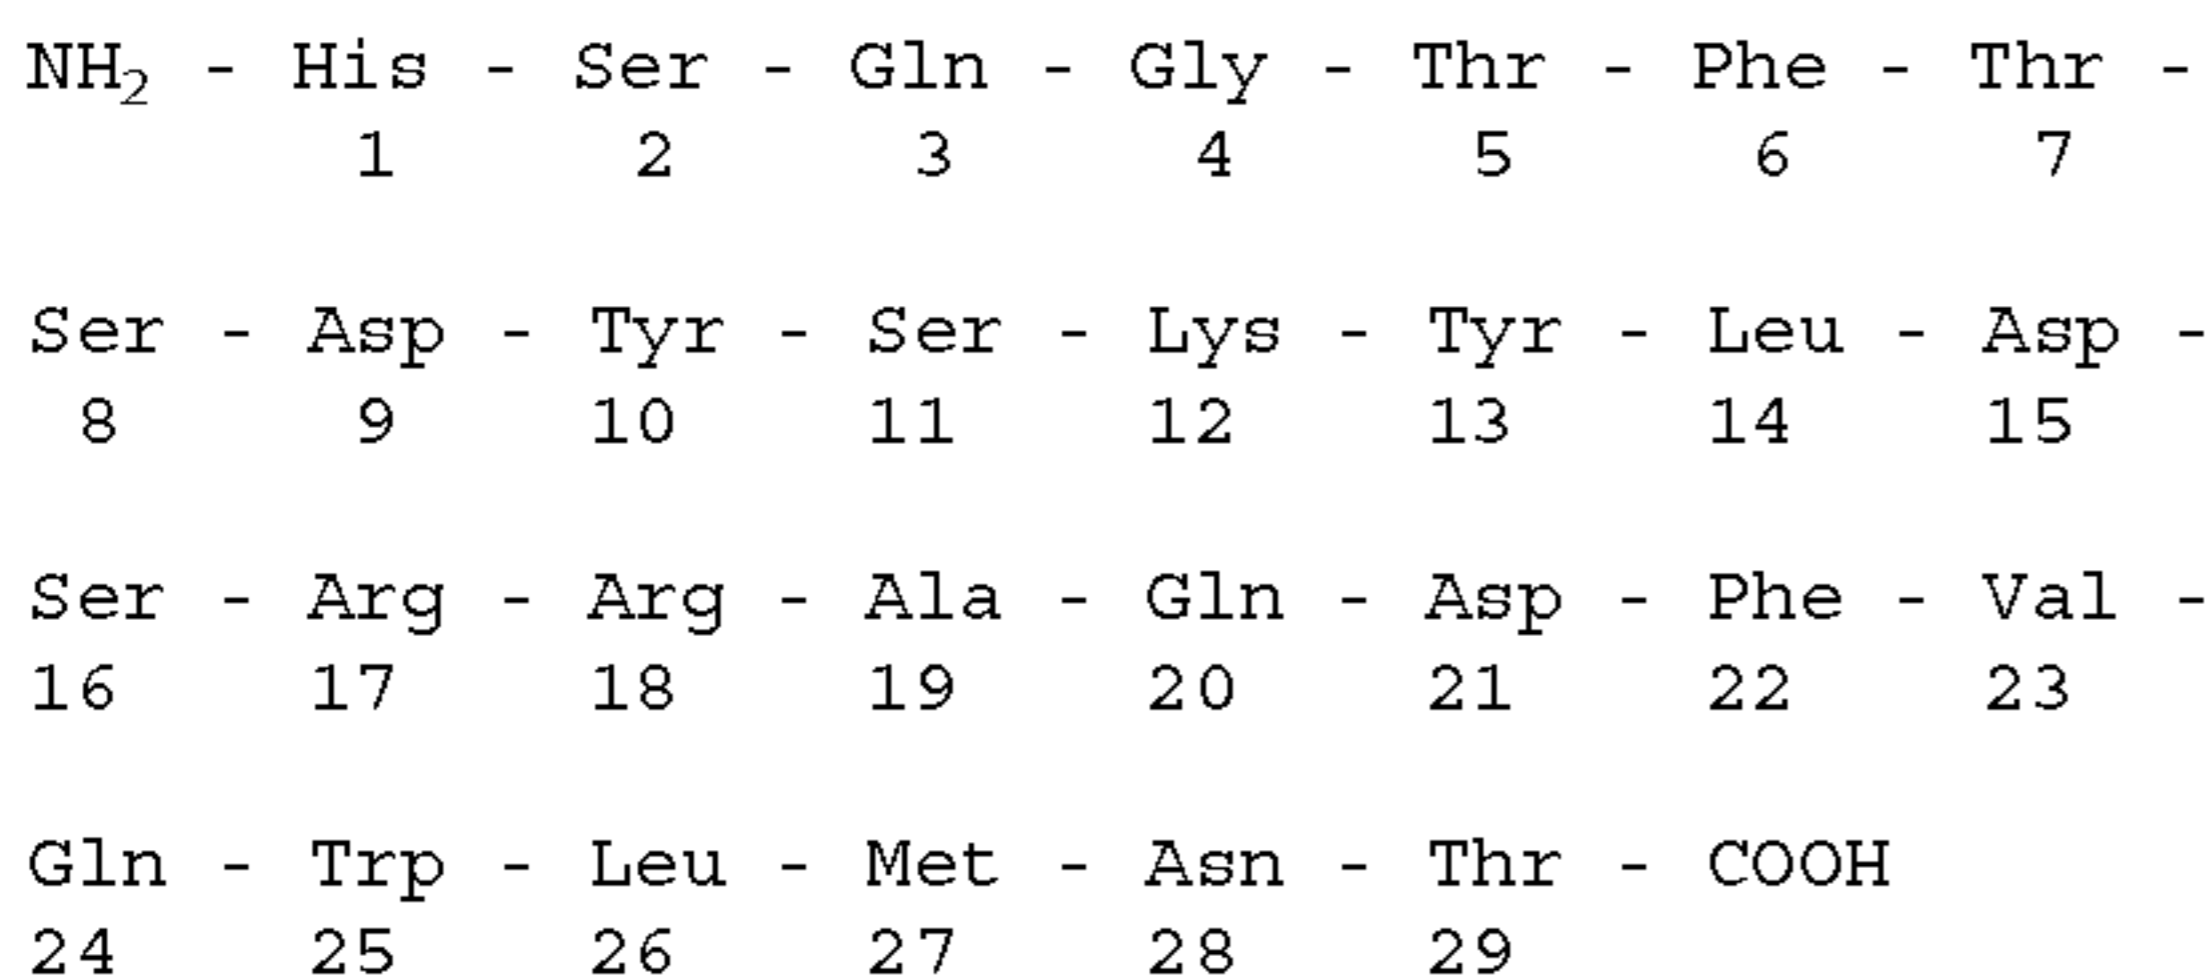 NH₂ - His - Ser - Gln - Gly - Thr - Phe - Thr -
1 2 3 4 5 6 7
Ser - Asp - Tyr - Ser - Lys - Tyr - Leu - Asp -
8 9 10 11 12 13 14 15
Ser - Arg - Arg - Ala - Gln - Asp - Phe - Val -
16 17 18 19 20 21 22 23
Gln - Trp - Leu - Met - Asn - Thr - COOH
24 25 26 27 28 29